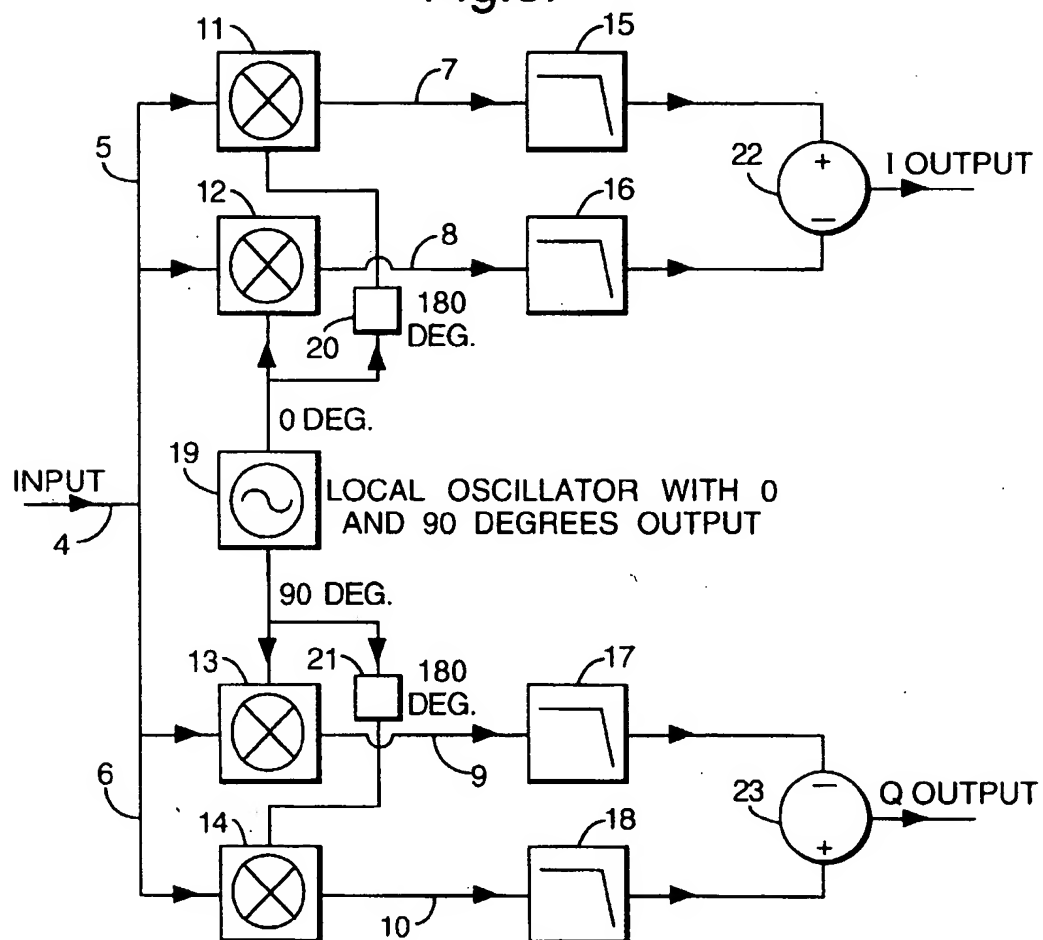 11
15
7
5
I OUTPUT
22
+
−
12
16
8
180
DEG.
20
0 DEG.
19
INPUT
LOCAL OSCILLATOR WITH 0
AND 90 DEGREES OUTPUT
4
90 DEG.
13
21
180
DEG.
17
9
6
23
−
+
Q OUTPUT
14
18
10